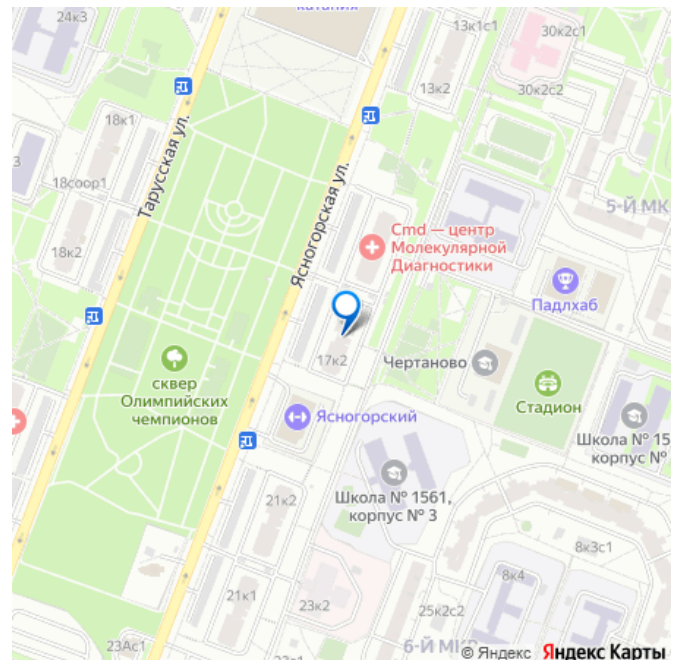 24к3
катания
13к1с1
30к2с1
13к2
30к2с2
18к1
3
Тарусская ул.
Ясногорская ул.
18соор1
5-Й МК
Cmd — центр
Молекулярной
Диагностики
18к2
Падлхаб
17к2
Чертаново
сквер
Олимпийских
чемпионов
Стадион
Ясногорский
Школа № 15
корпус №
Школа № 1561,
корпус № 3
21к2
8к3с1
8к4
21к1
23к2
25к2с2
23Ас1
6-Й МКР
© Яндекс Яндекс Карты